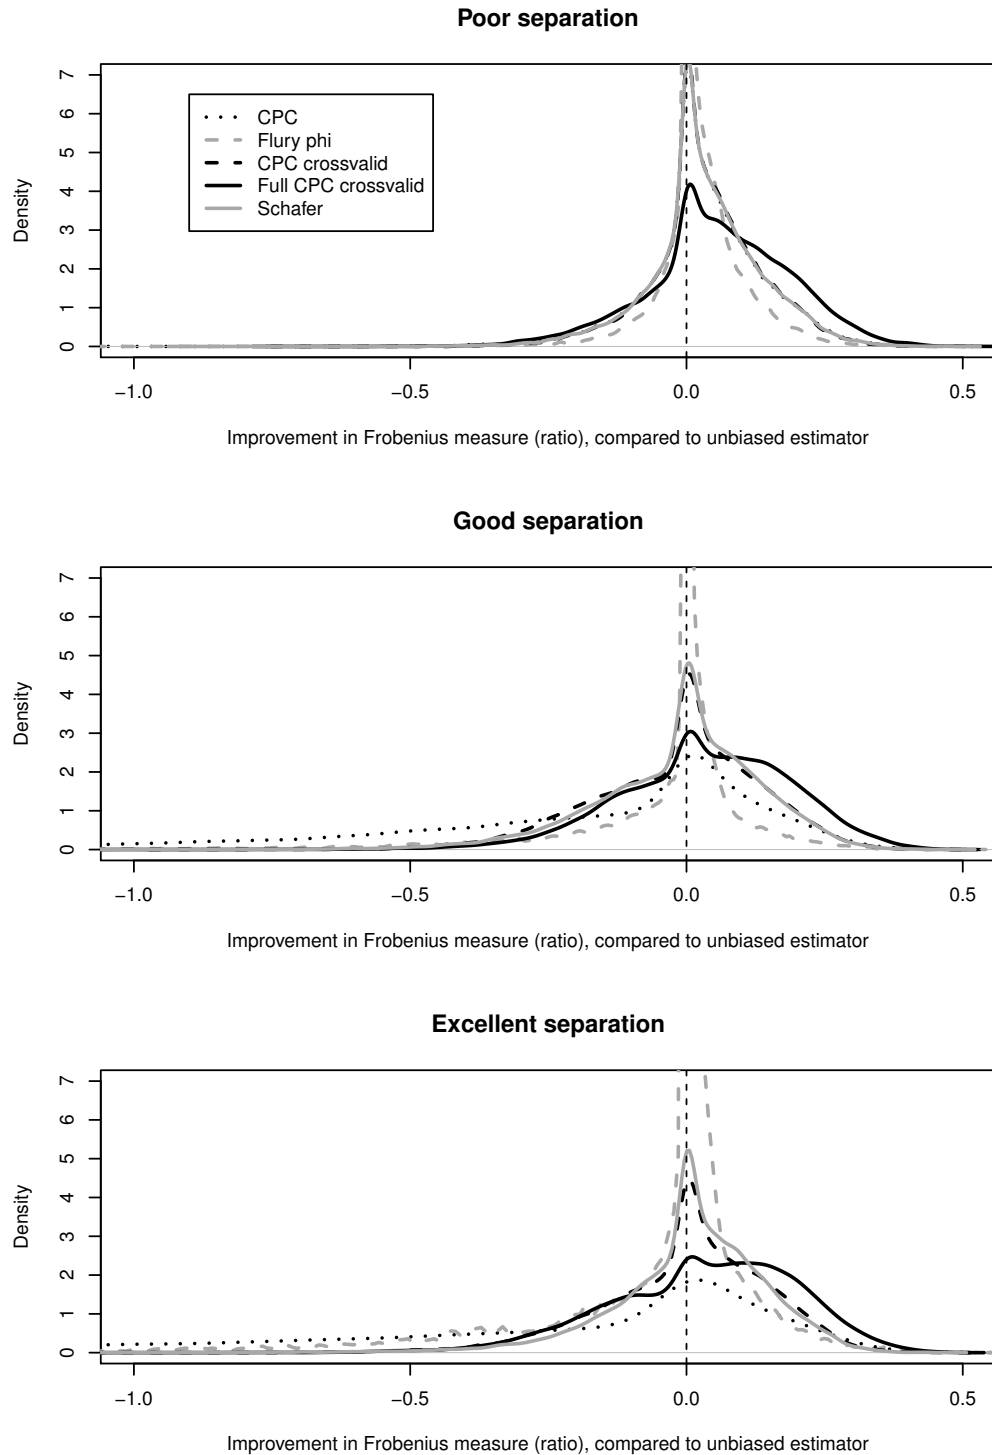 Poor separation
7
6
5
4
3
2
1
0
Density
CPC
Flury phi
CPC crossvalid
Full CPC crossvalid
Schafer
−1.0 −0.5 0.0 0.5
Improvement in Frobenius measure (ratio), compared to unbiased estimator
Good separation
7
6
5
4
3
2
1
0
Density
−1.0 −0.5 0.0 0.5
Improvement in Frobenius measure (ratio), compared to unbiased estimator
Excellent separation
7
6
5
4
3
2
1
0
Density
−1.0 −0.5 0.0 0.5
Improvement in Frobenius measure (ratio), compared to unbiased estimator